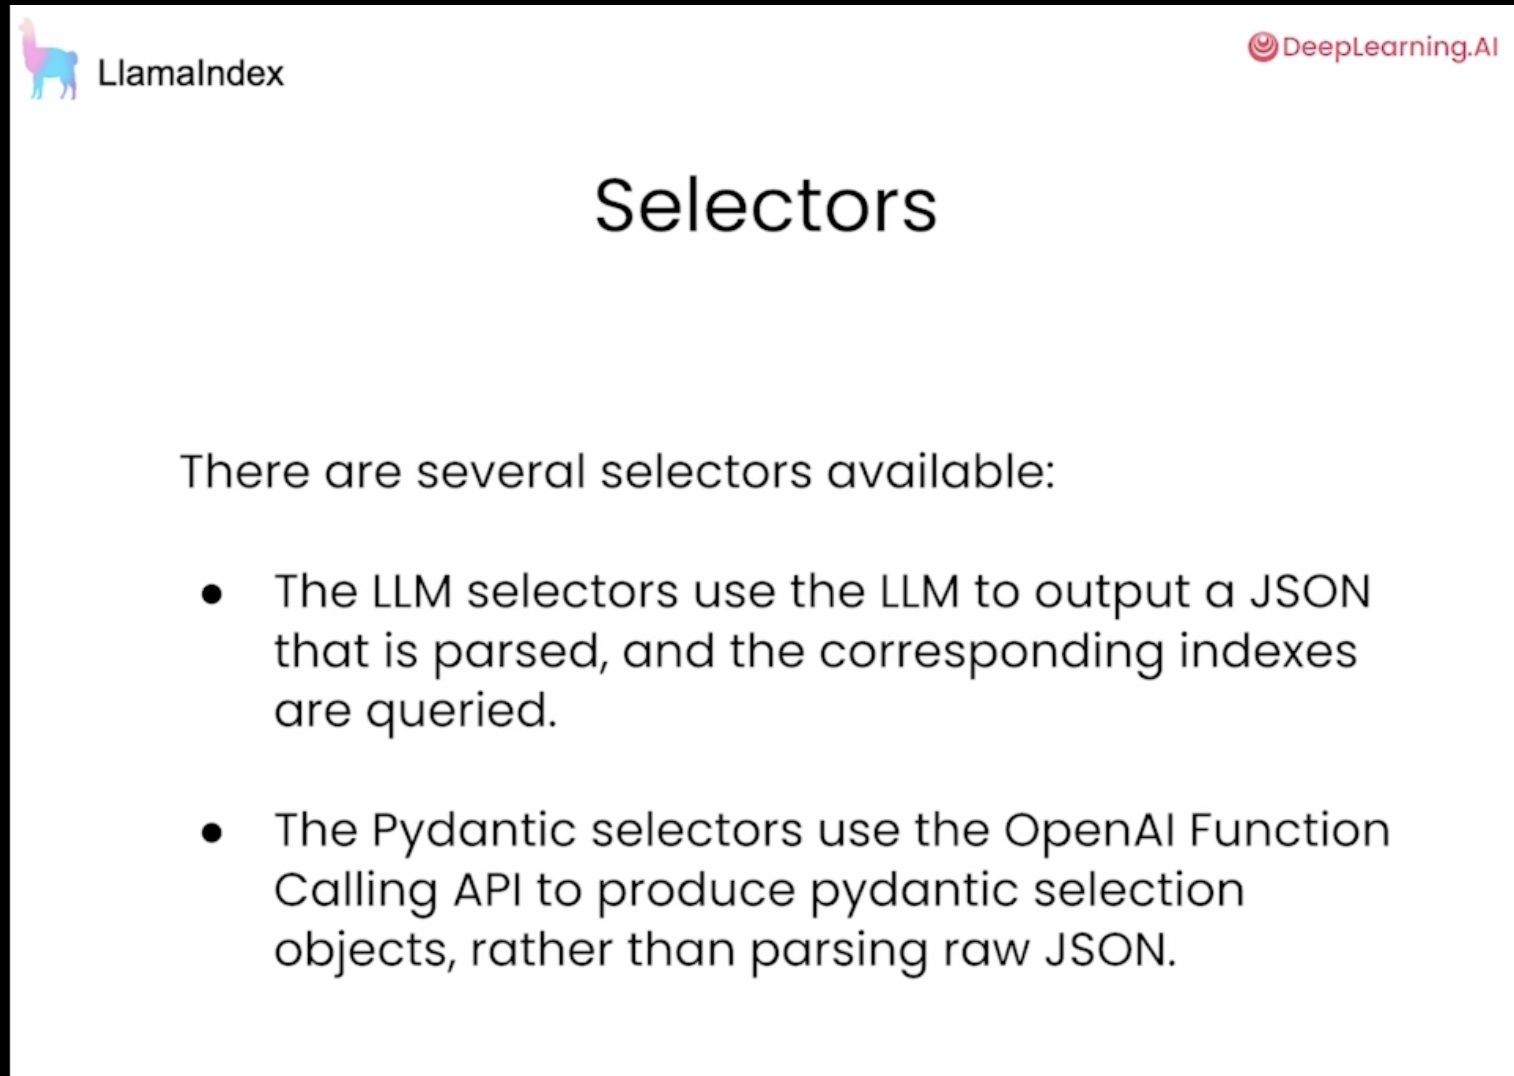 LlamaIndex
DeepLearning.AI
Selectors
There are several selectors available:
● The LLM selectors use the LLM to output a JSON
that is parsed, and the corresponding indexes
are queried.
● The Pydantic selectors use the OpenAI Function
Calling API to produce pydantic selection
objects, rather than parsing raw JSON.